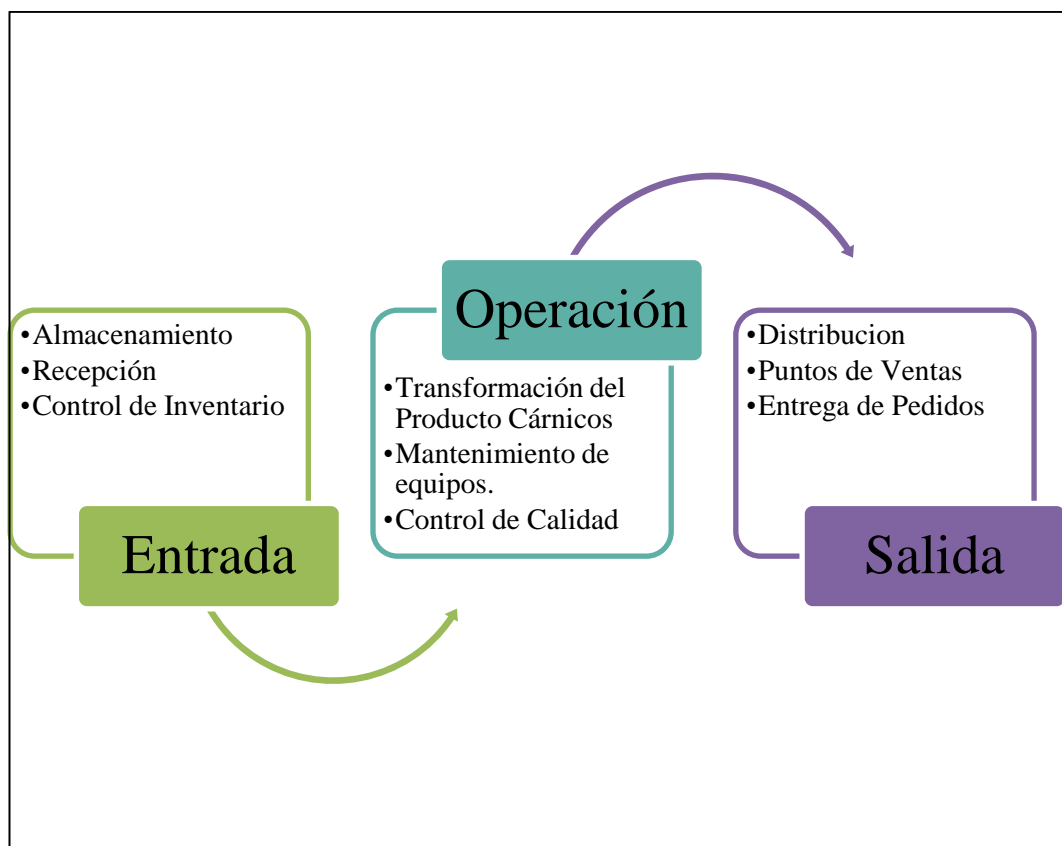 •Almacenamiento
•Recepción
•Control de Inventario
Entrada
Operación
•Transformación del
Producto Cárnicos
•Mantenimiento de
equipos.
•Control de Calidad
•Distribucion
•Puntos de Ventas
•Entrega de Pedidos
Salida